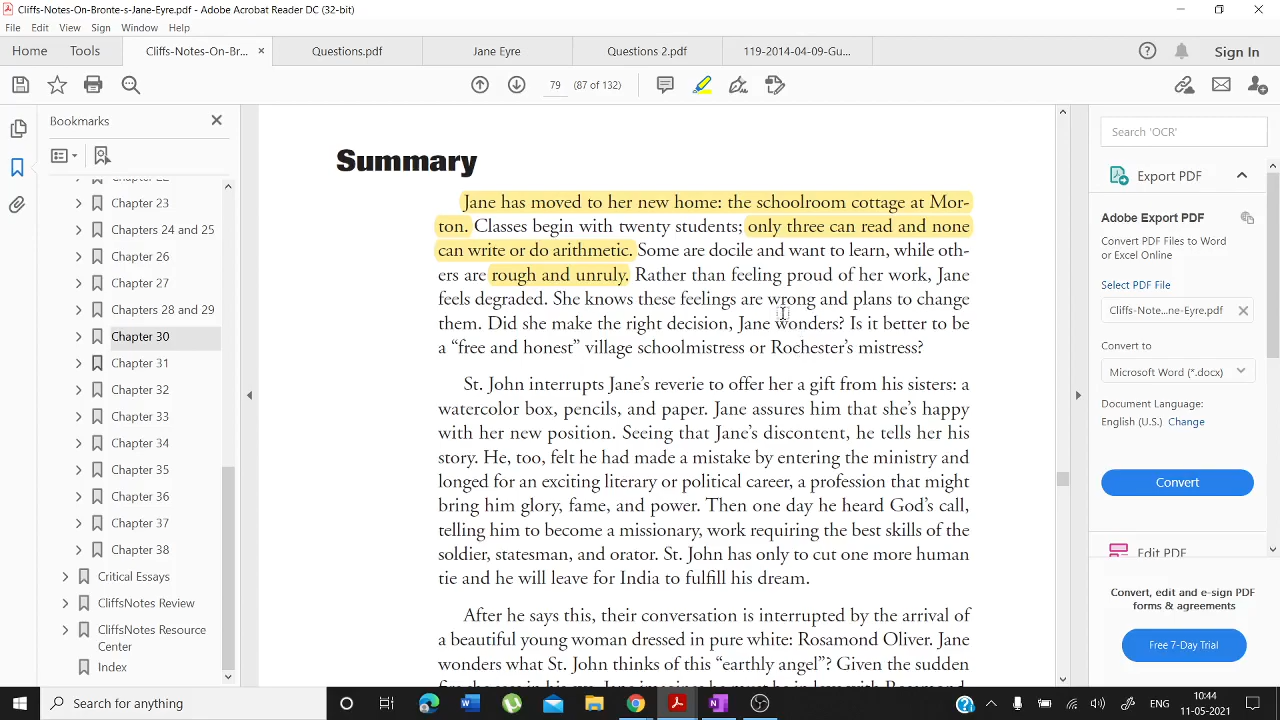 Cliffs-Notes-On-Bronte-s-Jane-Eyre.pdf - Adobe Acrobat Reader DC (32-bit)
File Edit View Sign Window Help
Home Tools Cliffs-Notes-On-Br... × Questions.pdf Jane Eyre Questions 2.pdf 119-2014-04-09-Gu... Sign In
79 (87 of 132)
Bookmarks
Chapter 22
Chapter 23
Chapters 24 and 25
Chapter 26
Chapter 27
Chapters 28 and 29
Chapter 30
Chapter 31
Chapter 32
Chapter 33
Chapter 34
Chapter 35
Chapter 36
Chapter 37
Chapter 38
Critical Essays
CliffsNotes Review
CliffsNotes Resource
Center
Index
Summary
Jane has moved to her new home: the schoolroom cottage at Mor-
ton. Classes begin with twenty students; only three can read and none
can write or do arithmetic. Some are docile and want to learn, while oth-
ers are rough and unruly. Rather than feeling proud of her work, Jane
feels degraded. She knows these feelings are wrong and plans to change
them. Did she make the right decision, Jane wonders? Is it better to be
a “free and honest” village schoolmistress or Rochester’s mistress?
St. John interrupts Jane’s reverie to offer her a gift from his sisters: a
watercolor box, pencils, and paper. Jane assures him that she’s happy
with her new position. Seeing that Jane’s discontent, he tells her his
story. He, too, felt he had made a mistake by entering the ministry and
longed for an exciting literary or political career, a profession that might
bring him glory, fame, and power. Then one day he heard God’s call,
telling him to become a missionary, work requiring the best skills of the
soldier, statesman, and orator. St. John has only to cut one more human
tie and he will leave for India to fulfill his dream.
After he says this, their conversation is interrupted by the arrival of
a beautiful young woman dressed in pure white: Rosamond Oliver. Jane
wonders what St. John thinks of this “earthly angel”? Given the sudden
Search 'OCR'
Export PDF
Adobe Export PDF
Convert PDF Files to Word
or Excel Online
Select PDF File
Cliffs-Note...ne-Eyre.pdf
Convert to
Microsoft Word (*.docx)
Document Language:
English (U.S.) Change
Convert
Edit PDF
Convert, edit and e-sign PDF
forms & agreements
Free 7-Day Trial
Search for anything
ENG
10:44
11-05-2021